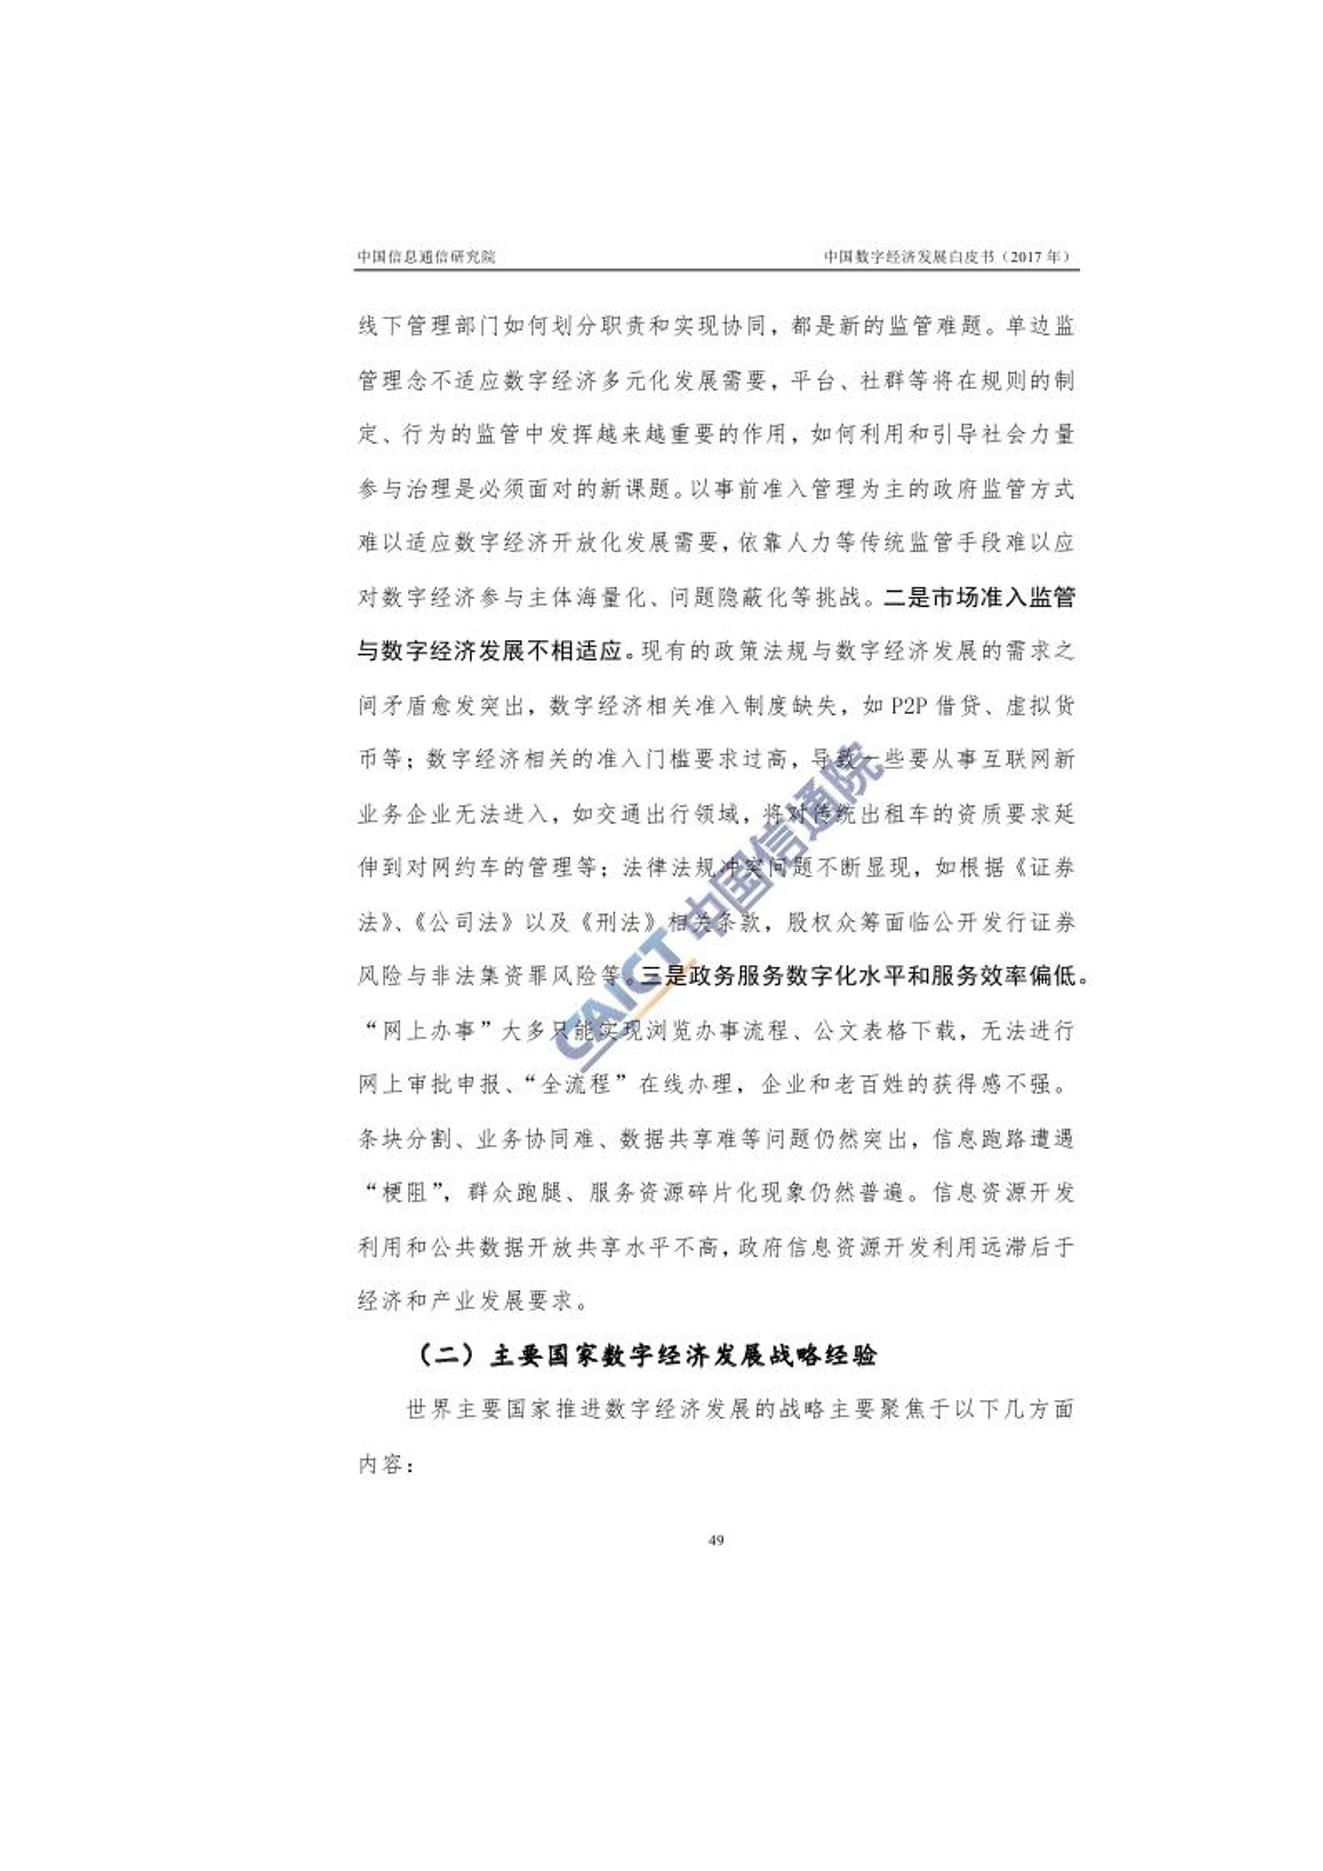 中国信息通信研究院 中国数字经济发展白皮书（2017 年）
线下管理部门如何划分职责和实现协同，都是新的监管难题。单边监
管理念不适应数字经济多元化发展需要，平台、社群等将在规则的制
定、行为的监管中发挥越来越重要的作用，如何利用和引导社会力量
参与治理是必须面对的新课题。以事前准入管理为主的政府监管方式
难以适应数字经济开放化发展需要，依靠人力等传统监管手段难以应
对数字经济参与主体海量化、问题隐蔽化等挑战。二是市场准入监管
与数字经济发展不相适应。现有的政策法规与数字经济发展的需求之
间矛盾愈发突出，数字经济相关准入制度缺失，如 P2P 借贷、虚拟货
币等；数字经济相关的准入门槛要求过高，导致一些要从事互联网新
业务企业无法进入，如交通出行领域，将对传统出租车的资质要求延
伸到对网约车的管理等；法律法规冲突问题不断显现，如根据《证券
法》、《公司法》以及《刑法》相关条款，股权众筹面临公开发行证券
风险与非法集资罪风险等。三是政务服务数字化水平和服务效率偏低。
“网上办事”大多只能实现浏览办事流程、公文表格下载，无法进行
网上审批申报、“全流程”在线办理，企业和老百姓的获得感不强。
条块分割、业务协同难、数据共享难等问题仍然突出，信息跑路遭遇
“梗阻”，群众跑腿、服务资源碎片化现象仍然普遍。信息资源开发
利用和公共数据开放共享水平不高，政府信息资源开发利用远滞后于
经济和产业发展要求。
（二）主要国家数字经济发展战略经验
世界主要国家推进数字经济发展的战略主要聚焦于以下几方面
内容：
49
CAICT 中国信通院